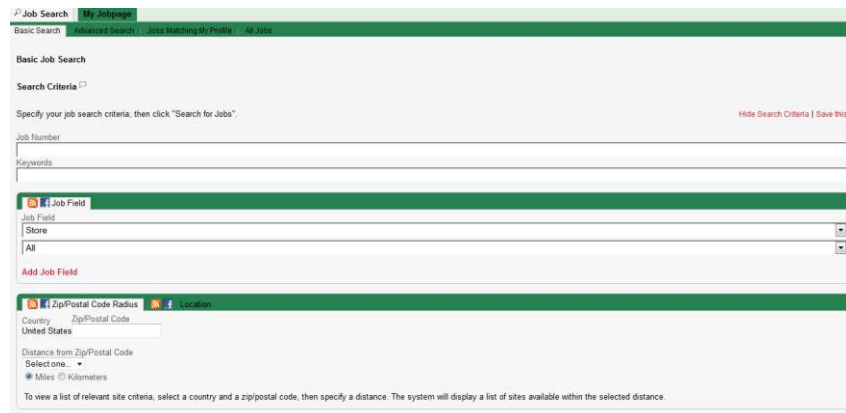 Job Search My Jobpage
Basic Search Advanced Search Jobs Matching My Profile All Jobs
Basic Job Search
Search Criteria
Specify your job search criteria, then click "Search for Jobs".
Hide Search Criteria | Save this
Job Number
Keywords
Job Field
Job Field
Store
All
Add Job Field
Zip/Postal Code Radius Location
Country Zip/Postal Code
United States
Distance from Zip/Postal Code
Select one...
Miles Kilometers
To view a list of relevant site criteria, select a country and a zip/postal code, then specify a distance. The system will display a list of sites available within the selected distance.